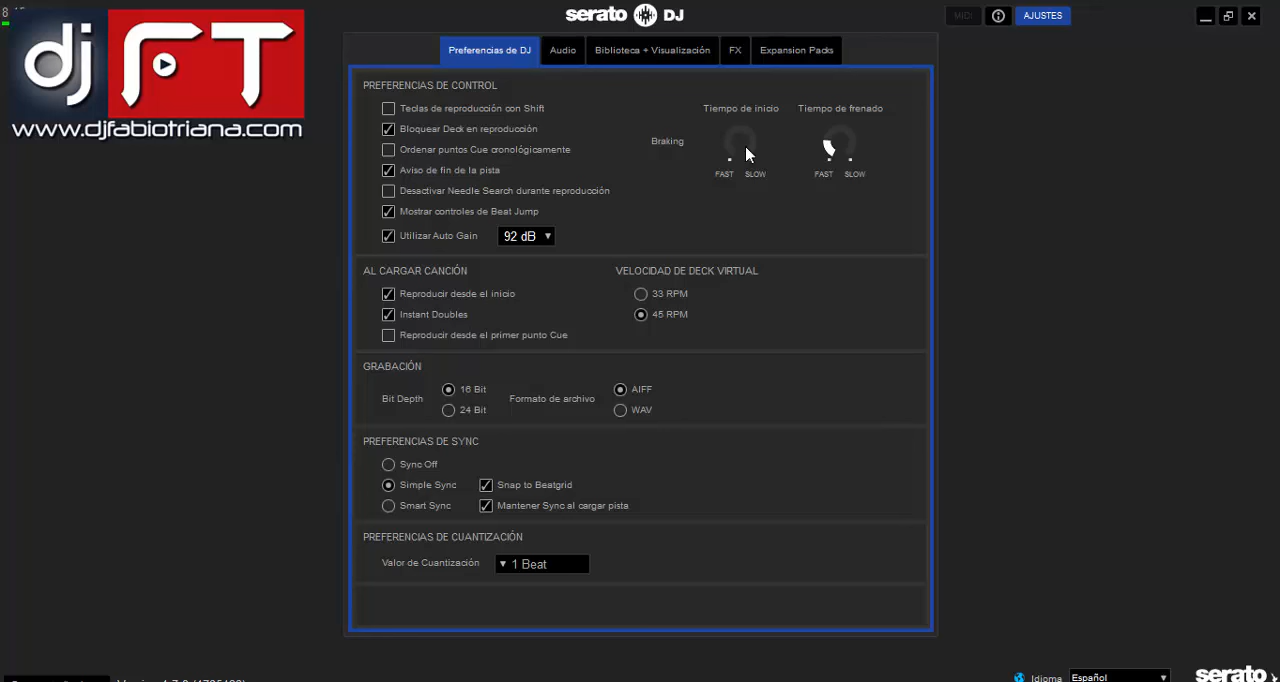 serato DJ
MIDI
AJUSTES
dj FT
www.djfabiotriana.com
Preferencias de DJ
Audio
Biblioteca + Visualización
FX
Expansion Packs
PREFERENCIAS DE CONTROL
Teclas de reproducción con Shift
Bloquear Deck en reproducción
Ordenar puntos Cue cronológicamente
Aviso de fin de la pista
Desactivar Needle Search durante reproducción
Mostrar controles de Beat Jump
Utilizar Auto Gain 92 dB
Braking
Tiempo de inicio
FAST SLOW
Tiempo de frenado
FAST SLOW
AL CARGAR CANCIÓN
Reproducir desde el inicio
Instant Doubles
Reproducir desde el primer punto Cue
VELOCIDAD DE DECK VIRTUAL
33 RPM
45 RPM
GRABACIÓN
Bit Depth
16 Bit
24 Bit
Formato de archivo
AIFF
WAV
PREFERENCIAS DE SYNC
Sync Off
Simple Sync
Snap to Beatgrid
Smart Sync
Mantener Sync al cargar pista
PREFERENCIAS DE CUANTIZACIÓN
Valor de Cuantización 1 Beat
Idioma Español
serato